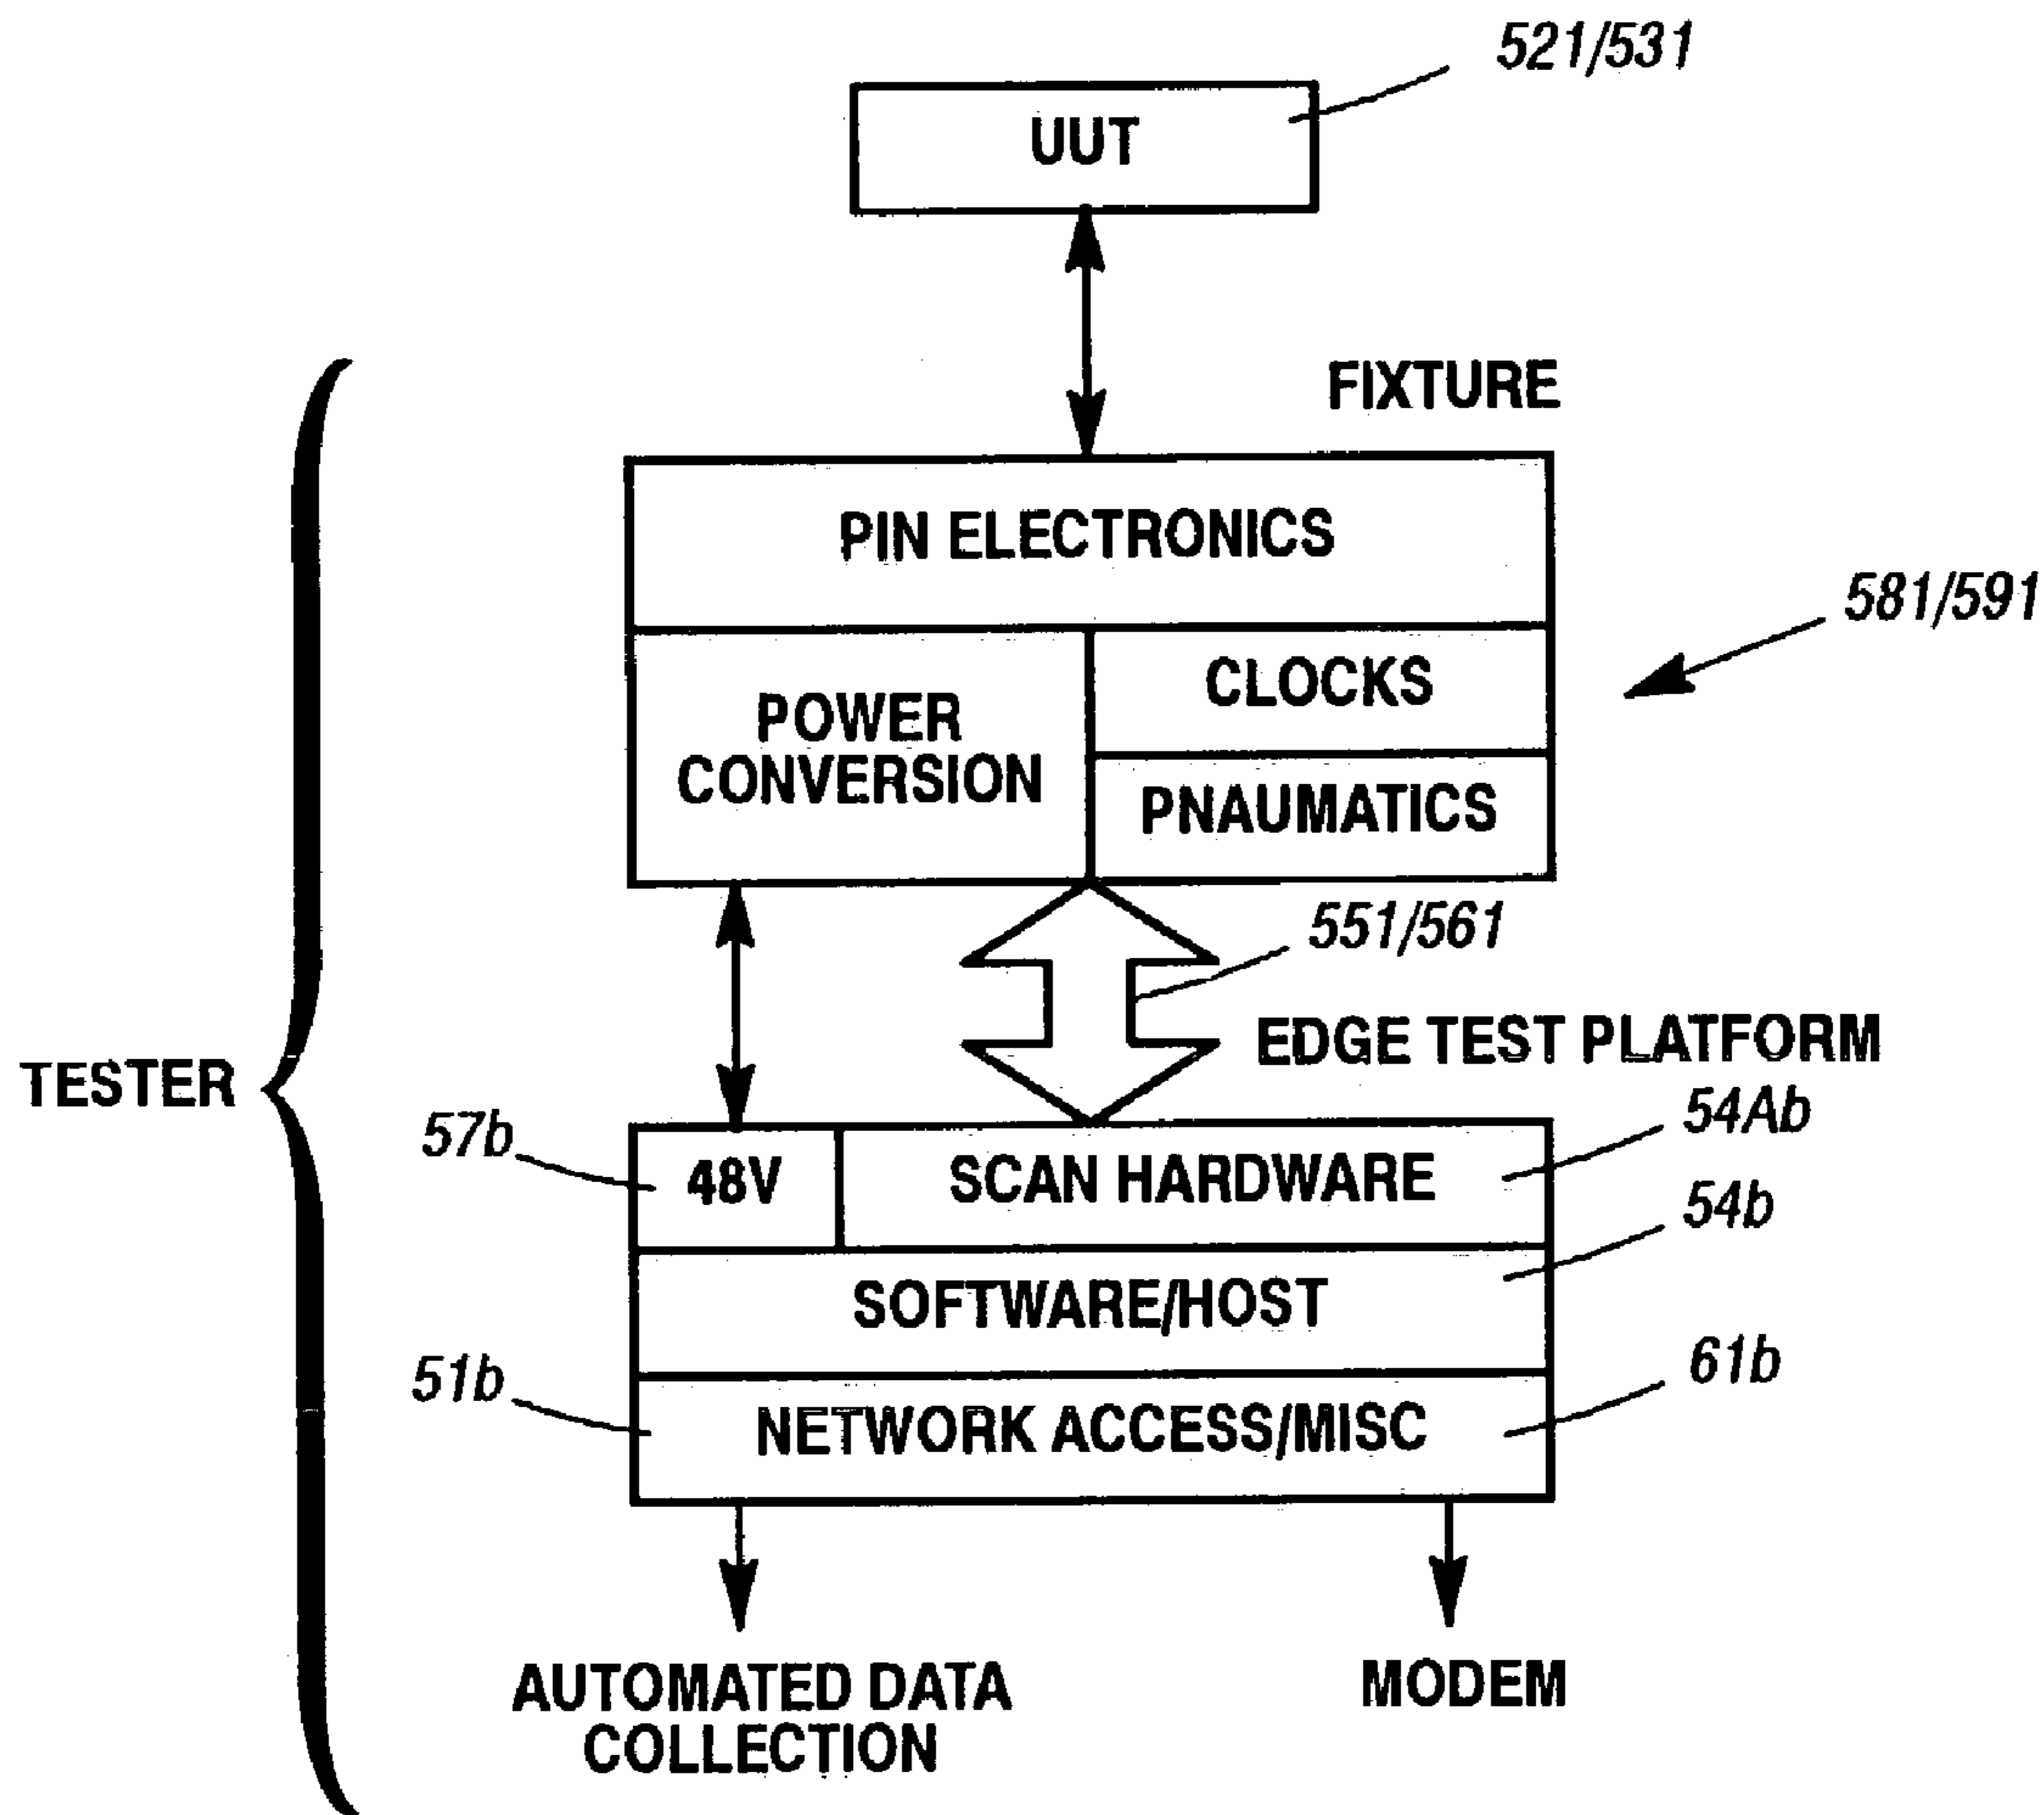 521/531
UUT
FIXTURE
PIN ELECTRONICS
581/591
CLOCKS
POWER
CONVERSION
PNAUMATICS
551/561
EDGE TEST PLATFORM
TESTER
54Ab
57b
48V
SCAN HARDWARE
54b
SOFTWARE/HOST
61b
51b
NETWORK ACCESS/MISC
AUTOMATED DATA
COLLECTION
MODEM